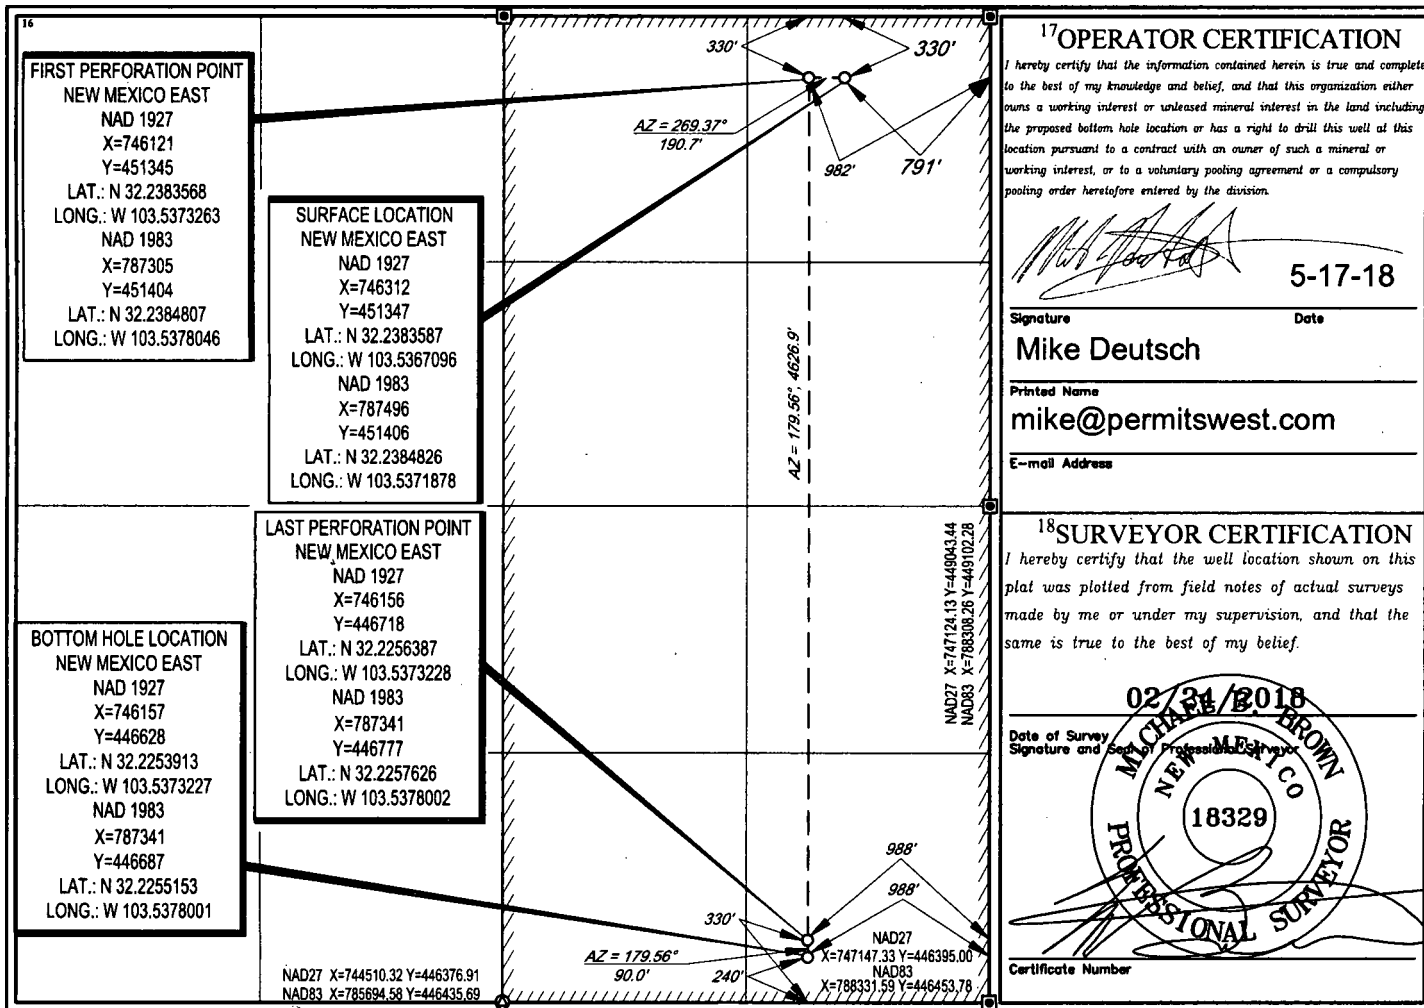 16
FIRST PERFORATION POINT
NEW MEXICO EAST
NAD 1927
X=746121
Y=451345
LAT.: N 32.2383568
LONG.: W 103.5373263
NAD 1983
X=787305
Y=451404
LAT.: N 32.2384807
LONG.: W 103.5378046
SURFACE LOCATION
NEW MEXICO EAST
NAD 1927
X=746312
Y=451347
LAT.: N 32.2383587
LONG.: W 103.5367096
NAD 1983
X=787496
Y=451406
LAT.: N 32.2384826
LONG.: W 103.5371878
LAST PERFORATION POINT
NEW MEXICO EAST
NAD 1927
X=746156
Y=446718
LAT.: N 32.2256387
LONG.: W 103.5373228
NAD 1983
X=787341
Y=446777
LAT.: N 32.2257626
LONG.: W 103.5378002
BOTTOM HOLE LOCATION
NEW MEXICO EAST
NAD 1927
X=746157
Y=446628
LAT.: N 32.2253913
LONG.: W 103.5373227
NAD 1983
X=787341
Y=446687
LAT.: N 32.2255153
LONG.: W 103.5378001
330'
330'
AZ = 269.37°
190.7'
982'
791'
AZ = 179.56°, 4626.9'
NAD27 X=747124.13 Y=449043.44
NAD83 X=788308.26 Y=449102.28
988'
988'
330'
AZ = 179.56°
90.0'
240'
NAD27
X=747147.33 Y=446395.00
NAD83
X=788331.59 Y=446453.78
NAD27 X=744510.32 Y=446376.91
NAD83 X=785694.58 Y=446435.69
17 OPERATOR CERTIFICATION
I hereby certify that the information contained herein is true and complete
to the best of my knowledge and belief, and that this organization either
owns a working interest or unleased mineral interest in the land including
the proposed bottom hole location or has a right to drill this well at this
location pursuant to a contract with an owner of such a mineral or
working interest, or to a voluntary pooling agreement or a compulsory
pooling order heretofore entered by the division.
5-17-18
Signature Date
Mike Deutsch
Printed Name
mike@permitswest.com
E-mail Address
18 SURVEYOR CERTIFICATION
I hereby certify that the well location shown on this
plat was plotted from field notes of actual surveys
made by me or under my supervision, and that the
same is true to the best of my belief.
02/ /2018
Date of Survey
Signature and Seal of Professional Surveyor
MICHAEL B. BROWN
NEW MEXICO
18329
PROFESSIONAL SURVEYOR
Certificate Number